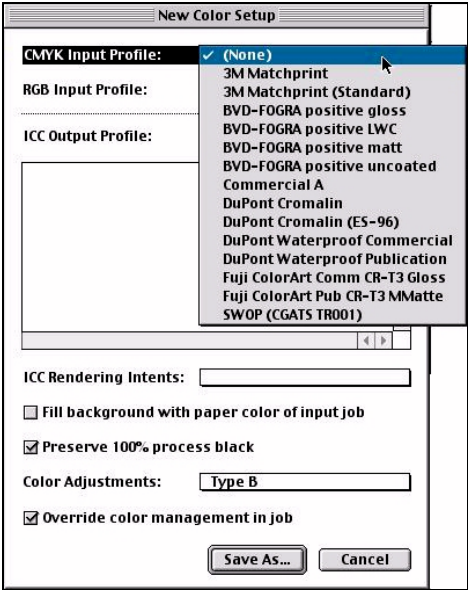 New Color Setup
CMYK Input Profile:
✓ (None)
3M Matchprint
RGB Input Profile:
3M Matchprint (Standard)
BVD-FOGRA positive gloss
BVD-FOGRA positive LWC
ICC Output Profile:
BVD-FOGRA positive matt
BVD-FOGRA positive uncoated
Commercial A
DuPont Cromalin
DuPont Cromalin (ES-96)
DuPont Waterproof Commercial
DuPont Waterproof Publication
Fuji ColorArt Comm CR-T3 Gloss
Fuji ColorArt Pub CR-T3 MMatte
SWOP (CGATS TR001)
ICC Rendering Intents:
Fill background with paper color of input job
Preserve 100% process black
Color Adjustments: Type B
Override color management in job
Save As... Cancel